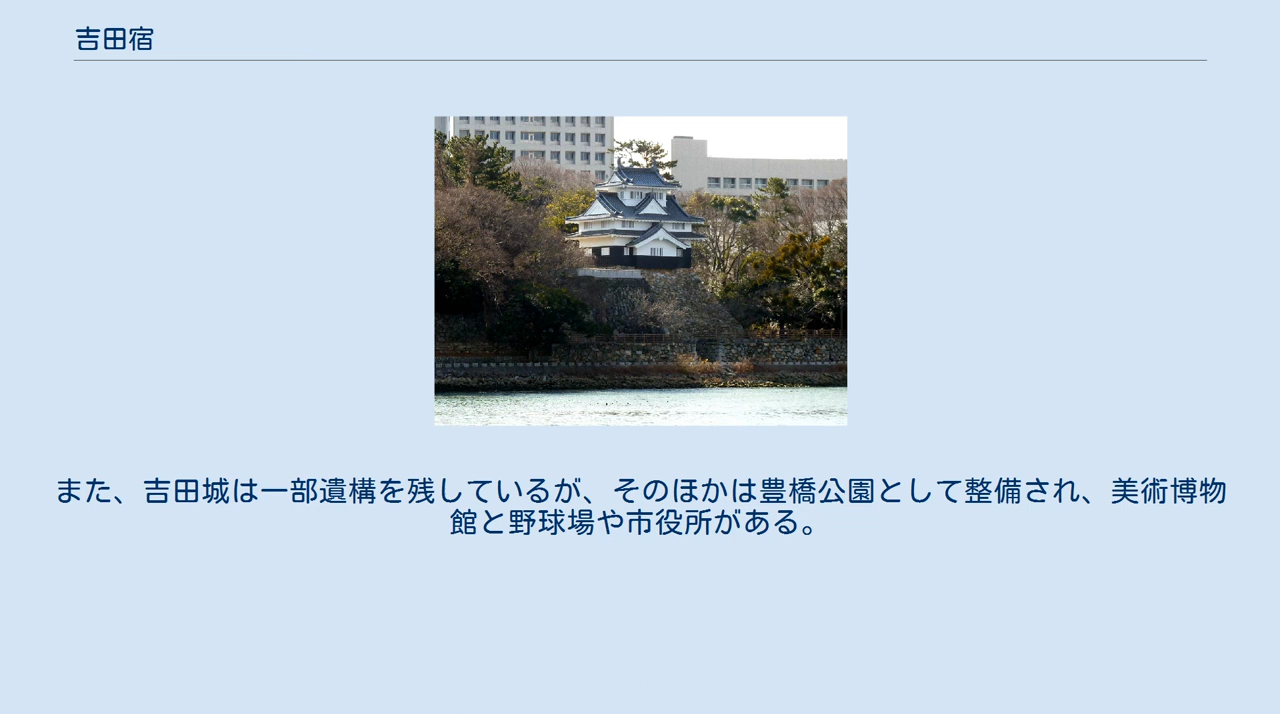 吉田宿
また、吉田城は一部遺構を残しているが、そのほかは豊橋公園として整備され、美術博物
館と野球場や市役所がある。